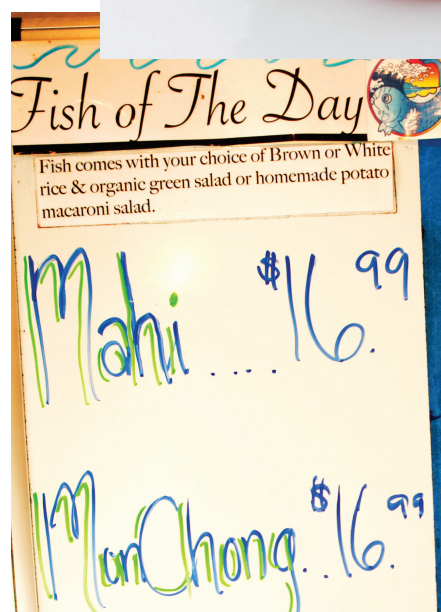 Fish of The Day
Fish comes with your choice of Brown or White
rice & organic green salad or homemade potato
macaroni salad.
Mahi .... $16.99
MonChong.. $16.99